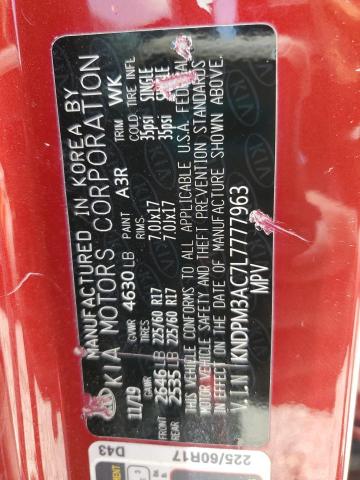 MANUFACTURED IN KOREA BY
KIA MOTORS CORPORATION
11/19 GVWR 4630 LB PAINT A3R TRIM WK
GAWR TIRES RIMS COLD TIRE INFL
FRONT 2646 LB 225/60 R17 7.0Jx17 35psi SINGLE
REAR 2535 LB 225/60 R17 7.0Jx17 35psi SINGLE
THIS VEHICLE CONFORMS TO ALL APPLICABLE U.S.A. FEDERAL
MOTOR VEHICLE SAFETY AND THEFT PREVENTION STANDARDS
IN EFFECT ON THE DATE OF MANUFACTURE SHOWN ABOVE.
V.I.N KNDPM3AC7L7777963
MPV
225/60R17
D43